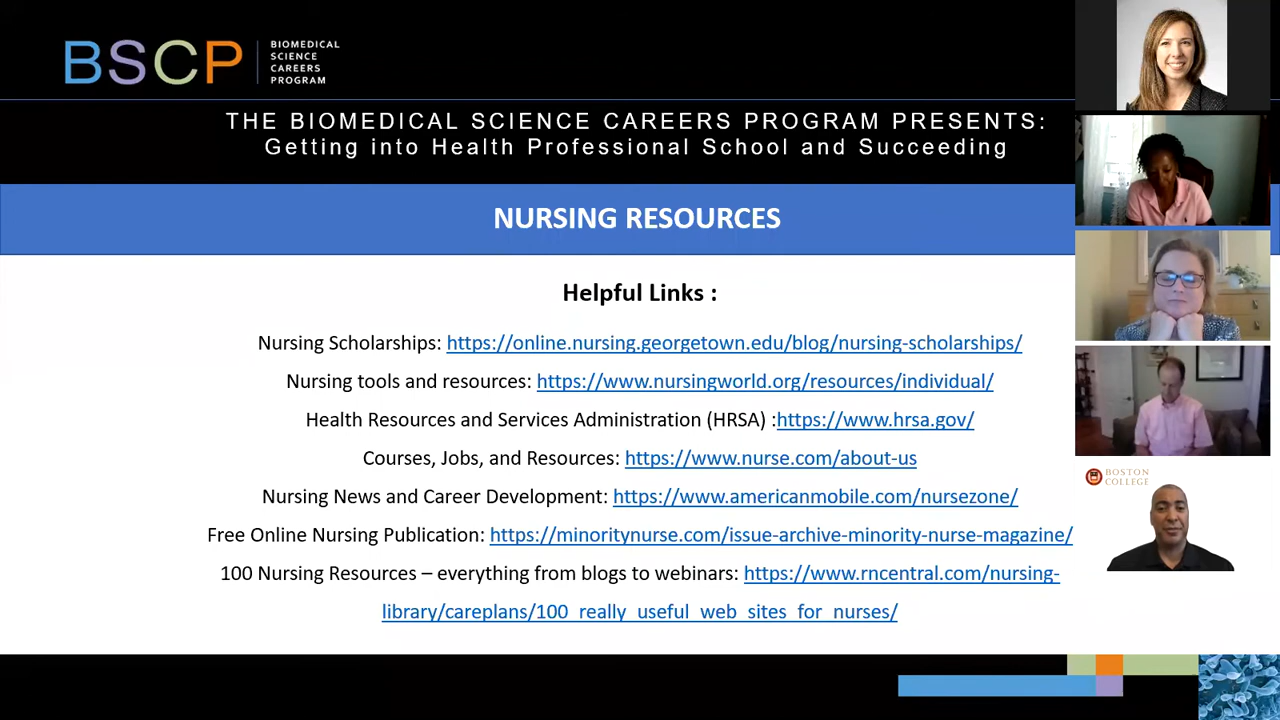 BSCP
BIOMEDICAL
SCIENCE
CAREERS
PROGRAM
THE BIOMEDICAL SCIENCE CAREERS PROGRAM PRESENTS:
Getting into Health Professional School and Succeeding
NURSING RESOURCES
Helpful Links :
Nursing Scholarships: https://online.nursing.georgetown.edu/blog/nursing-scholarships/
Nursing tools and resources: https://www.nursingworld.org/resources/individual/
Health Resources and Services Administration (HRSA) :https://www.hrsa.gov/
Courses, Jobs, and Resources: https://www.nurse.com/about-us
Nursing News and Career Development: https://www.americanmobile.com/nursezone/
Free Online Nursing Publication: https://minoritynurse.com/issue-archive-minority-nurse-magazine/
100 Nursing Resources – everything from blogs to webinars: https://www.rncentral.com/nursing-
library/careplans/100_really_useful_web_sites_for_nurses/
BOSTON
COLLEGE